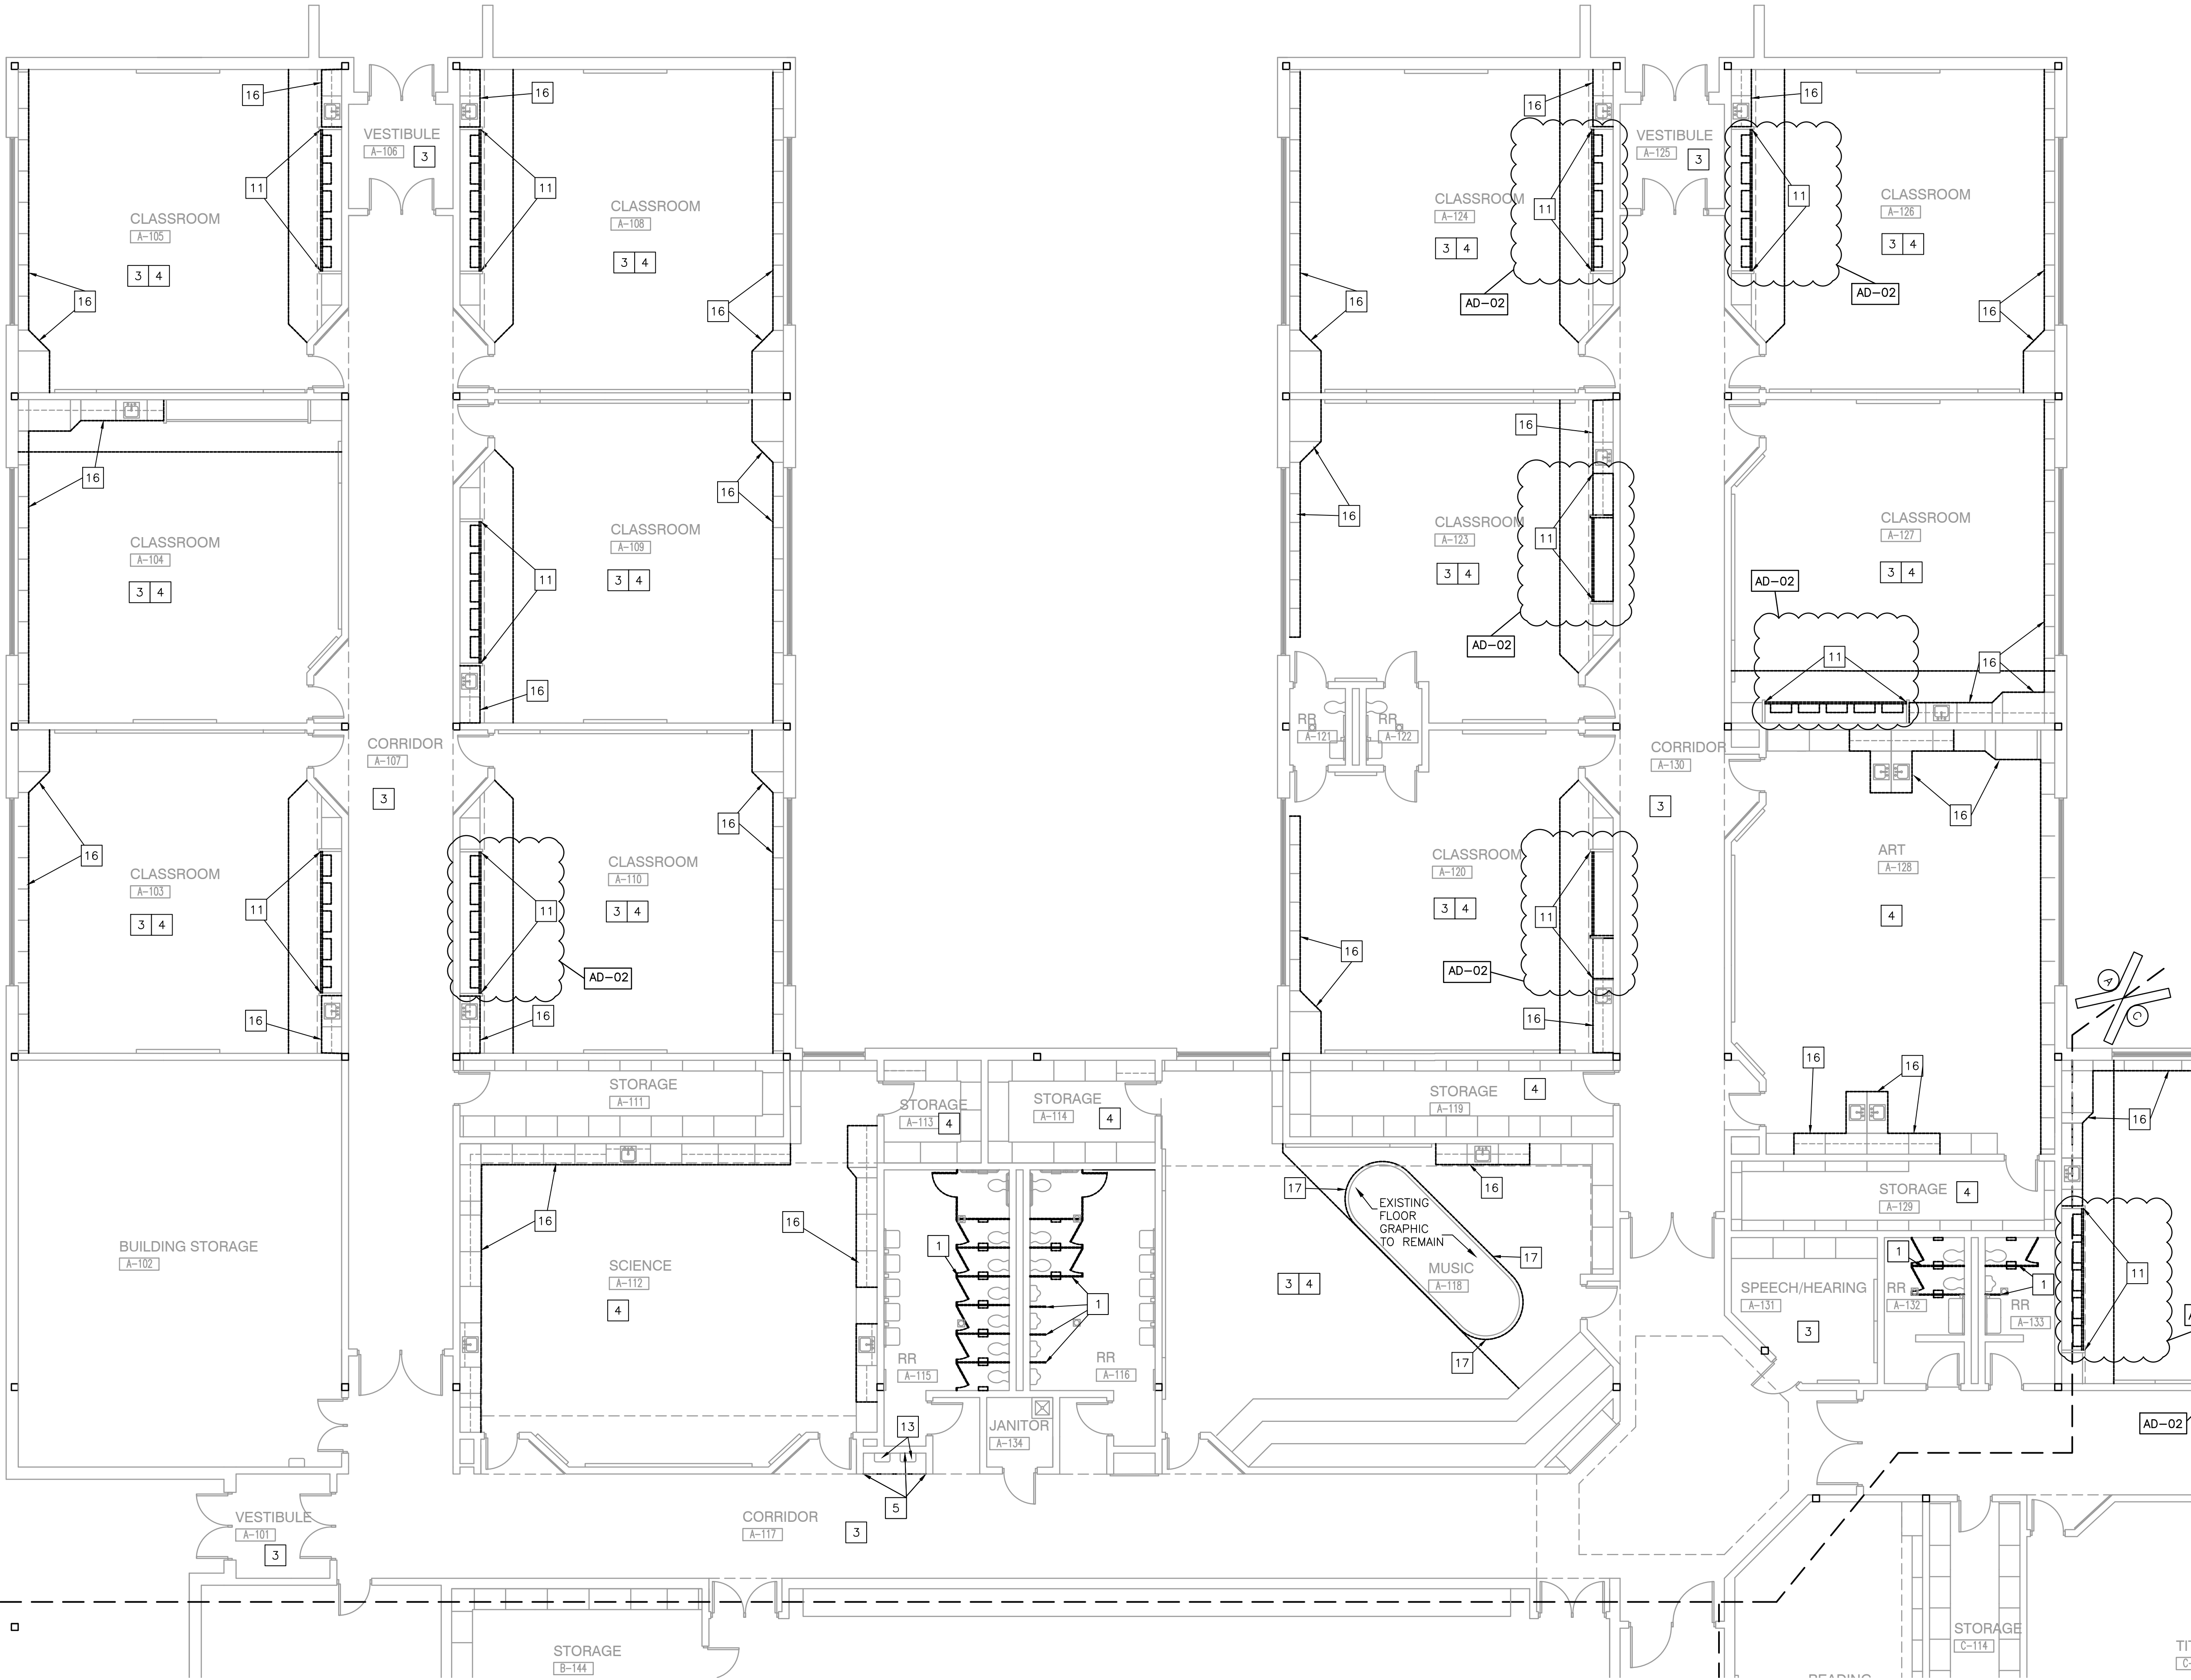 16
16
16
16
VESTIBULE
A-106
3
VESTIBULE
A-125
3
11
11
11
11
CLASSROOM
A-105
3 4
CLASSROOM
A-108
3 4
CLASSROOM
A-124
3 4
CLASSROOM
A-126
3 4
16
16
16
16
AD-02
AD-02
16
16
16
16
CLASSROOM
A-104
3 4
CLASSROOM
A-109
3 4
11
CLASSROOM
A-123
3 4
11
CLASSROOM
A-127
3 4
AD-02
AD-02
11
16
16
RR
A-121
RR
A-122
CORRIDOR
A-107
3
CORRIDOR
A-130
3
16
16
16
CLASSROOM
A-103
3 4
11
11
CLASSROOM
A-110
3 4
AD-02
CLASSROOM
A-120
3 4
11
AD-02
16
ART
A-128
4
A
C
16
16
16
16
16
16
STORAGE
A-111
STORAGE
A-113
4
STORAGE
A-114
4
STORAGE
A-119
4
STORAGE
A-129
4
16
16
16
17
EXISTING
FLOOR
GRAPHIC
TO REMAIN
17
17
BUILDING STORAGE
A-102
SCIENCE
A-112
4
1
1
RR
A-115
RR
A-116
3 4
MUSIC
A-118
SPEECH/HEARING
A-131
3
1
1
RR
A-132
RR
A-133
11
AD-02
13
JANITOR
A-134
5
VESTIBULE
A-101
3
CORRIDOR
A-117
3
STORAGE
B-144
STORAGE
C-114